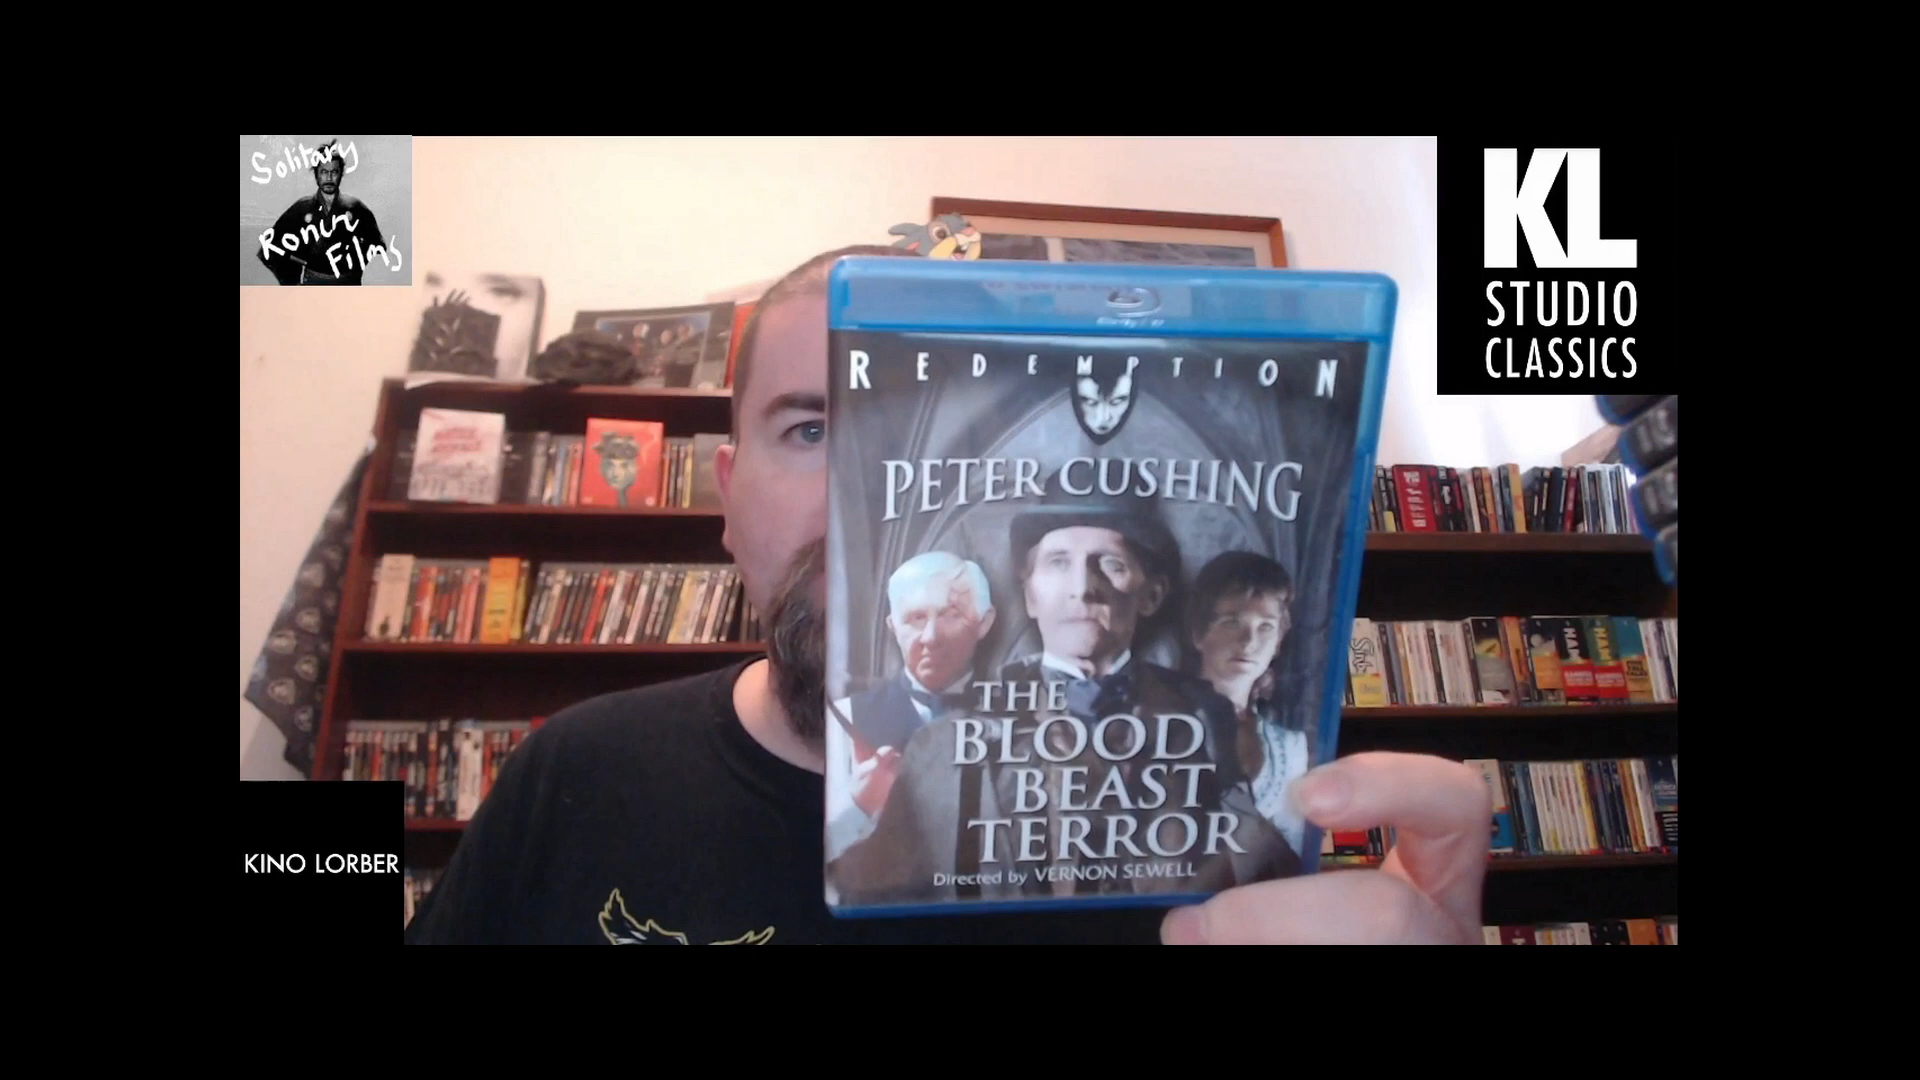 Solitary
Ronin
Films
KL
STUDIO
CLASSICS
REDEMPTION
PETER CUSHING
THE
BLOOD
BEAST
TERROR
Directed by VERNON SEWELL
KINO LORBER